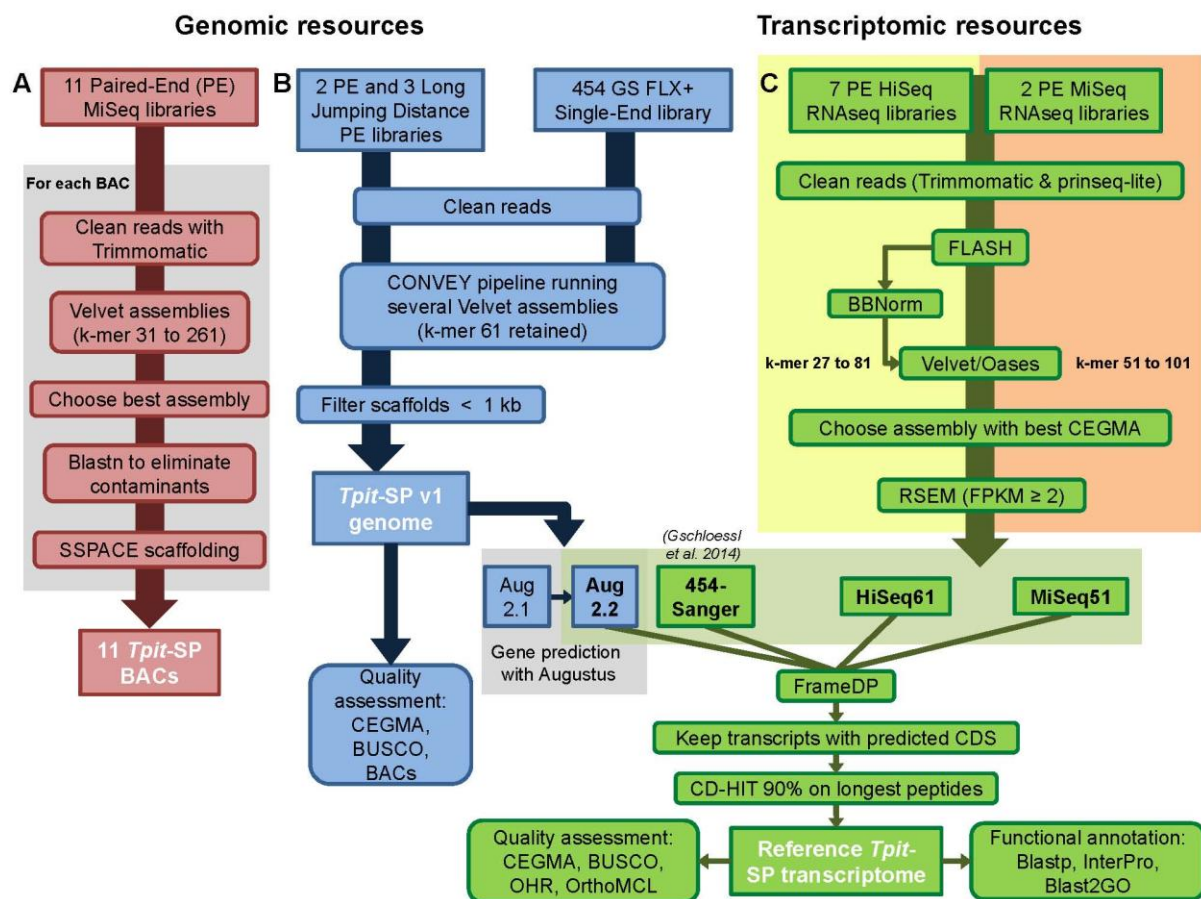 Genomic resources
Transcriptomic resources
A
11 Paired-End (PE)
MiSeq libraries
For each BAC
Clean reads with
Trimmomatic
Velvet assemblies
(k-mer 31 to 261)
Choose best assembly
Blastn to eliminate
contaminants
SSPACE scaffolding
11 Tpit-SP
BACs
B
2 PE and 3 Long
Jumping Distance
PE libraries
454 GS FLX+
Single-End library
Clean reads
CONVEY pipeline running
several Velvet assemblies
(k-mer 61 retained)
Filter scaffolds < 1 kb
Tpit-SP v1
genome
Quality
assessment:
CEGMA,
BUSCO,
BACs
Aug
2.1
Aug
2.2
Gene prediction
with Augustus
C
7 PE HiSeq
RNAseq libraries
2 PE MiSeq
RNAseq libraries
Clean reads (Trimmomatic & prinseq-lite)
FLASH
BBNorm
k-mer 27 to 81
Velvet/Oases
k-mer 51 to 101
Choose assembly with best CEGMA
RSEM (FPKM ≥ 2)
(Gschloessl
et al. 2014)
454-
Sanger
HiSeq61
MiSeq51
FrameDP
Keep transcripts with predicted CDS
CD-HIT 90% on longest peptides
Quality assessment:
CEGMA, BUSCO,
OHR, OrthoMCL
Reference Tpit-
SP transcriptome
Functional annotation:
Blastp, InterPro,
Blast2GO